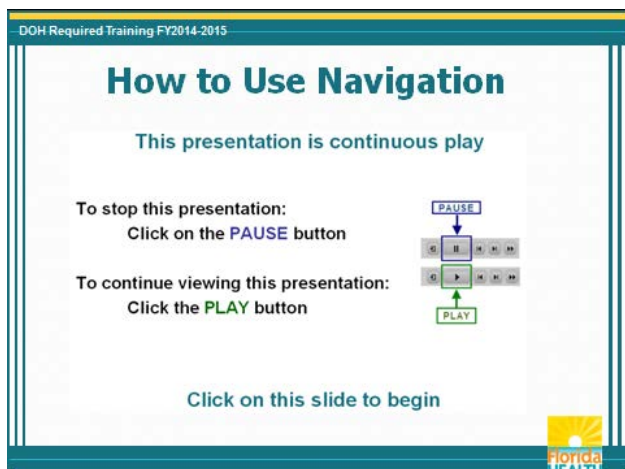 DOH Required Training FY2014-2015
How to Use Navigation
This presentation is continuous play
To stop this presentation:
Click on the PAUSE button
PAUSE
To continue viewing this presentation:
Click the PLAY button
PLAY
Click on this slide to begin
Florida
HEALTH